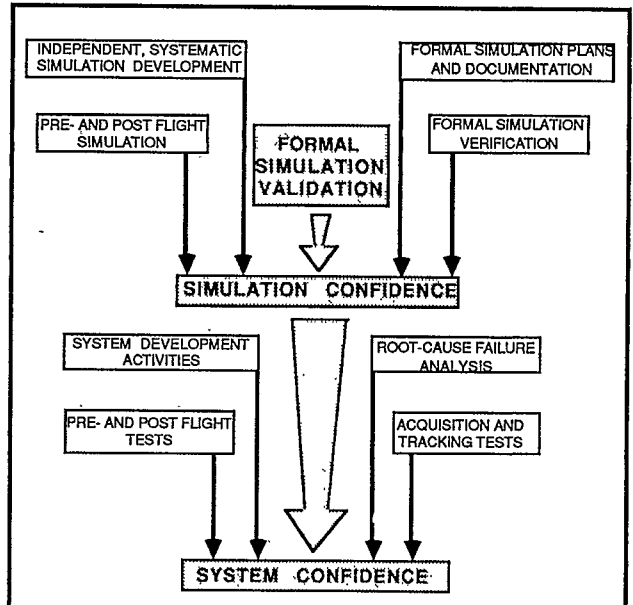 INDEPENDENT, SYSTEMATIC
SIMULATION DEVELOPMENT
FORMAL SIMULATION PLANS
AND DOCUMENTATION
PRE- AND POST FLIGHT
SIMULATION
FORMAL
SIMULATION
VALIDATION
FORMAL SIMULATION
VERIFICATION
SIMULATION CONFIDENCE
SYSTEM DEVELOPMENT
ACTIVITIES
ROOT-CAUSE FAILURE
ANALYSIS
PRE- AND POST FLIGHT
TESTS
ACQUISITION AND
TRACKING TESTS
SYSTEM CONFIDENCE